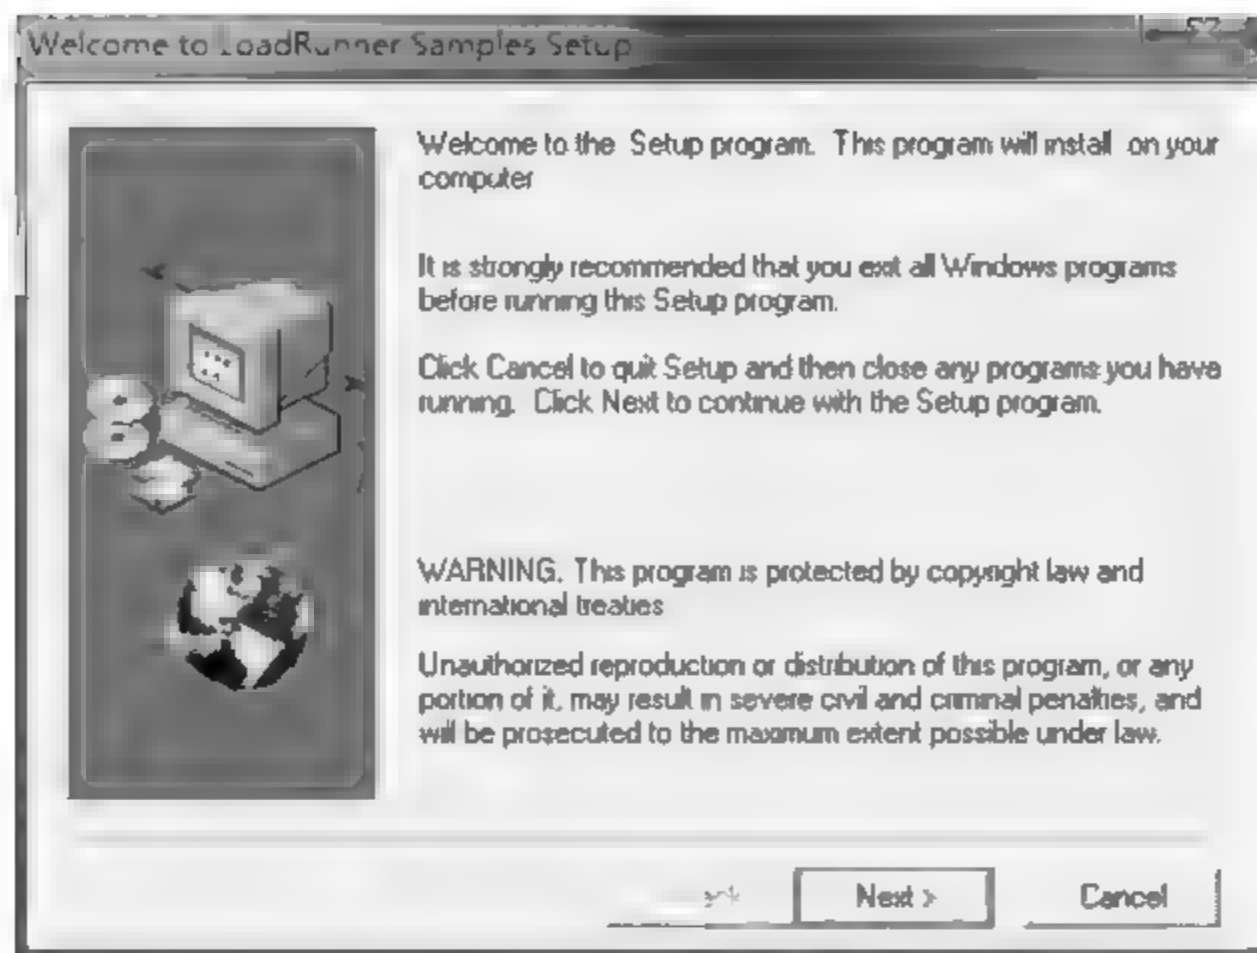 Welcome to LoadRunner Samples Setup
Welcome to the Setup program. This program will install on your
computer
It is strongly recommended that you exit all Windows programs
before running this Setup program.
Click Cancel to quit Setup and then close any programs you have
running. Click Next to continue with the Setup program.
WARNING. This program is protected by copyright law and
international treaties
Unauthorized reproduction or distribution of this program, or any
portion of it, may result in severe civil and criminal penalties, and
will be prosecuted to the maximum extent possible under law.
Next >
Cancel